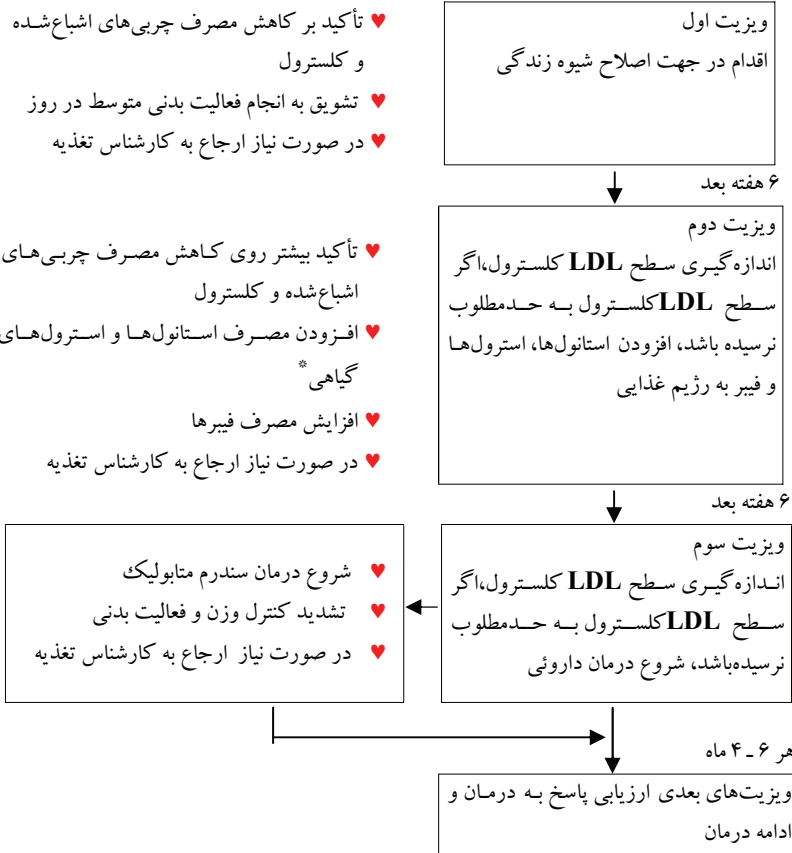 ویزیت اول
اقدام در جهت اصلاح شیوه زندگی
تأکید بر کاهش مصرف چربی‌های اشباع‌شده
و کلسترول
تشویق به انجام فعالیت بدنی متوسط در روز
در صورت نیاز ارجاع به کارشناس تغذیه
۶ هفته بعد
ویزیت دوم
اندازه‌گیری سطح LDL کلسترول،اگر
سطح LDLکلسترول به حدمطلوب
نرسیده باشد، افزودن استانول‌ها، استرول‌ها
و فیبر به رژیم غذایی
تأکید بیشتر روی کاهش مصرف چربی‌های
اشباع‌شده و کلسترول
افزودن مصرف استانول‌ها و استرول‌های
گیاهی*
افزایش مصرف فیبرها
در صورت نیاز ارجاع به کارشناس تغذیه
۶ هفته بعد
ویزیت سوم
اندازه‌گیری سطح LDL کلسترول،اگر
سطح LDLکلسترول به حدمطلوب
نرسیده‌باشد، شروع درمان داروئی
شروع درمان سندرم متابولیک
تشدید کنترل وزن و فعالیت بدنی
در صورت نیاز ارجاع به کارشناس تغذیه
هر ۶ ـ ۴ ماه
ویزیت‌های بعدی ارزیابی پاسخ به درمان و
ادامه درمان